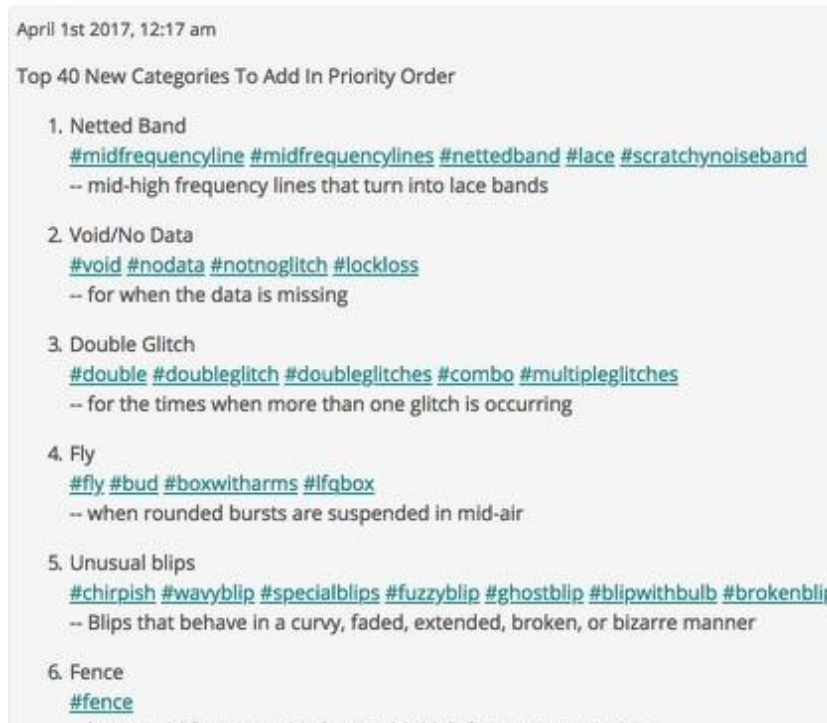 April 1st 2017, 12:17 am
Top 40 New Categories To Add In Priority Order
1. Netted Band
#midfrequencyline #midfrequencylines #nettedband #lace #scratchynoiseband
-- mid-high frequency lines that turn into lace bands
2. Void/No Data
#void #nodata #notnoglitch #lockloss
-- for when the data is missing
3. Double Glitch
#double #doubleglitch #doubleglitches #combo #multipleglitches
-- for the times when more than one glitch is occurring
4. Fly
#fly #bud #boxwitharms #lfqbox
-- when rounded bursts are suspended in mid-air
5. Unusual blips
#chirpish #wavyblip #specialblips #fuzzyblip #ghostblip #blipwithbulb #brokenblip
-- Blips that behave in a curvy, faded, extended, broken, or bizarre manner
6. Fence
#fence